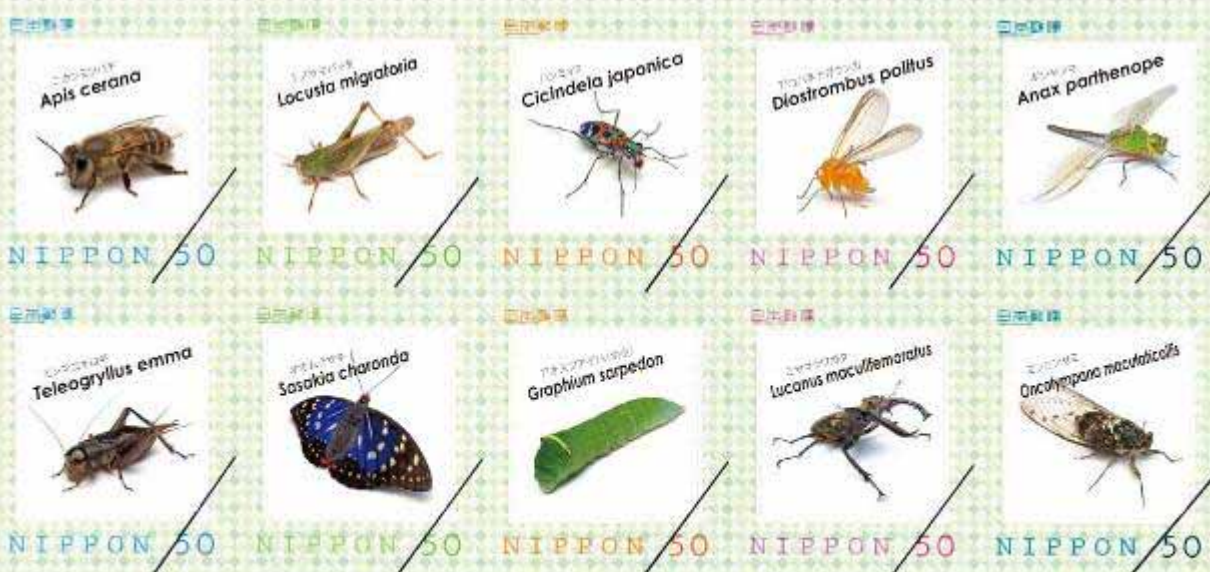 日本郵便
Apis cerana
NIPPON 50
日本郵便
Locusta migratoria
NIPPON 50
日本郵便
Cicindela japonica
NIPPON 50
日本郵便
Diostrombus politus
NIPPON 50
日本郵便
Anax parthenope
NIPPON 50
日本郵便
Teleogryllus emma
NIPPON 50
日本郵便
Sasakia charonda
NIPPON 50
日本郵便
Graphium sarpedon
NIPPON 50
日本郵便
Lucanus maculifemoratus
NIPPON 50
日本郵便
Oncotympana maculaticollis
NIPPON 50